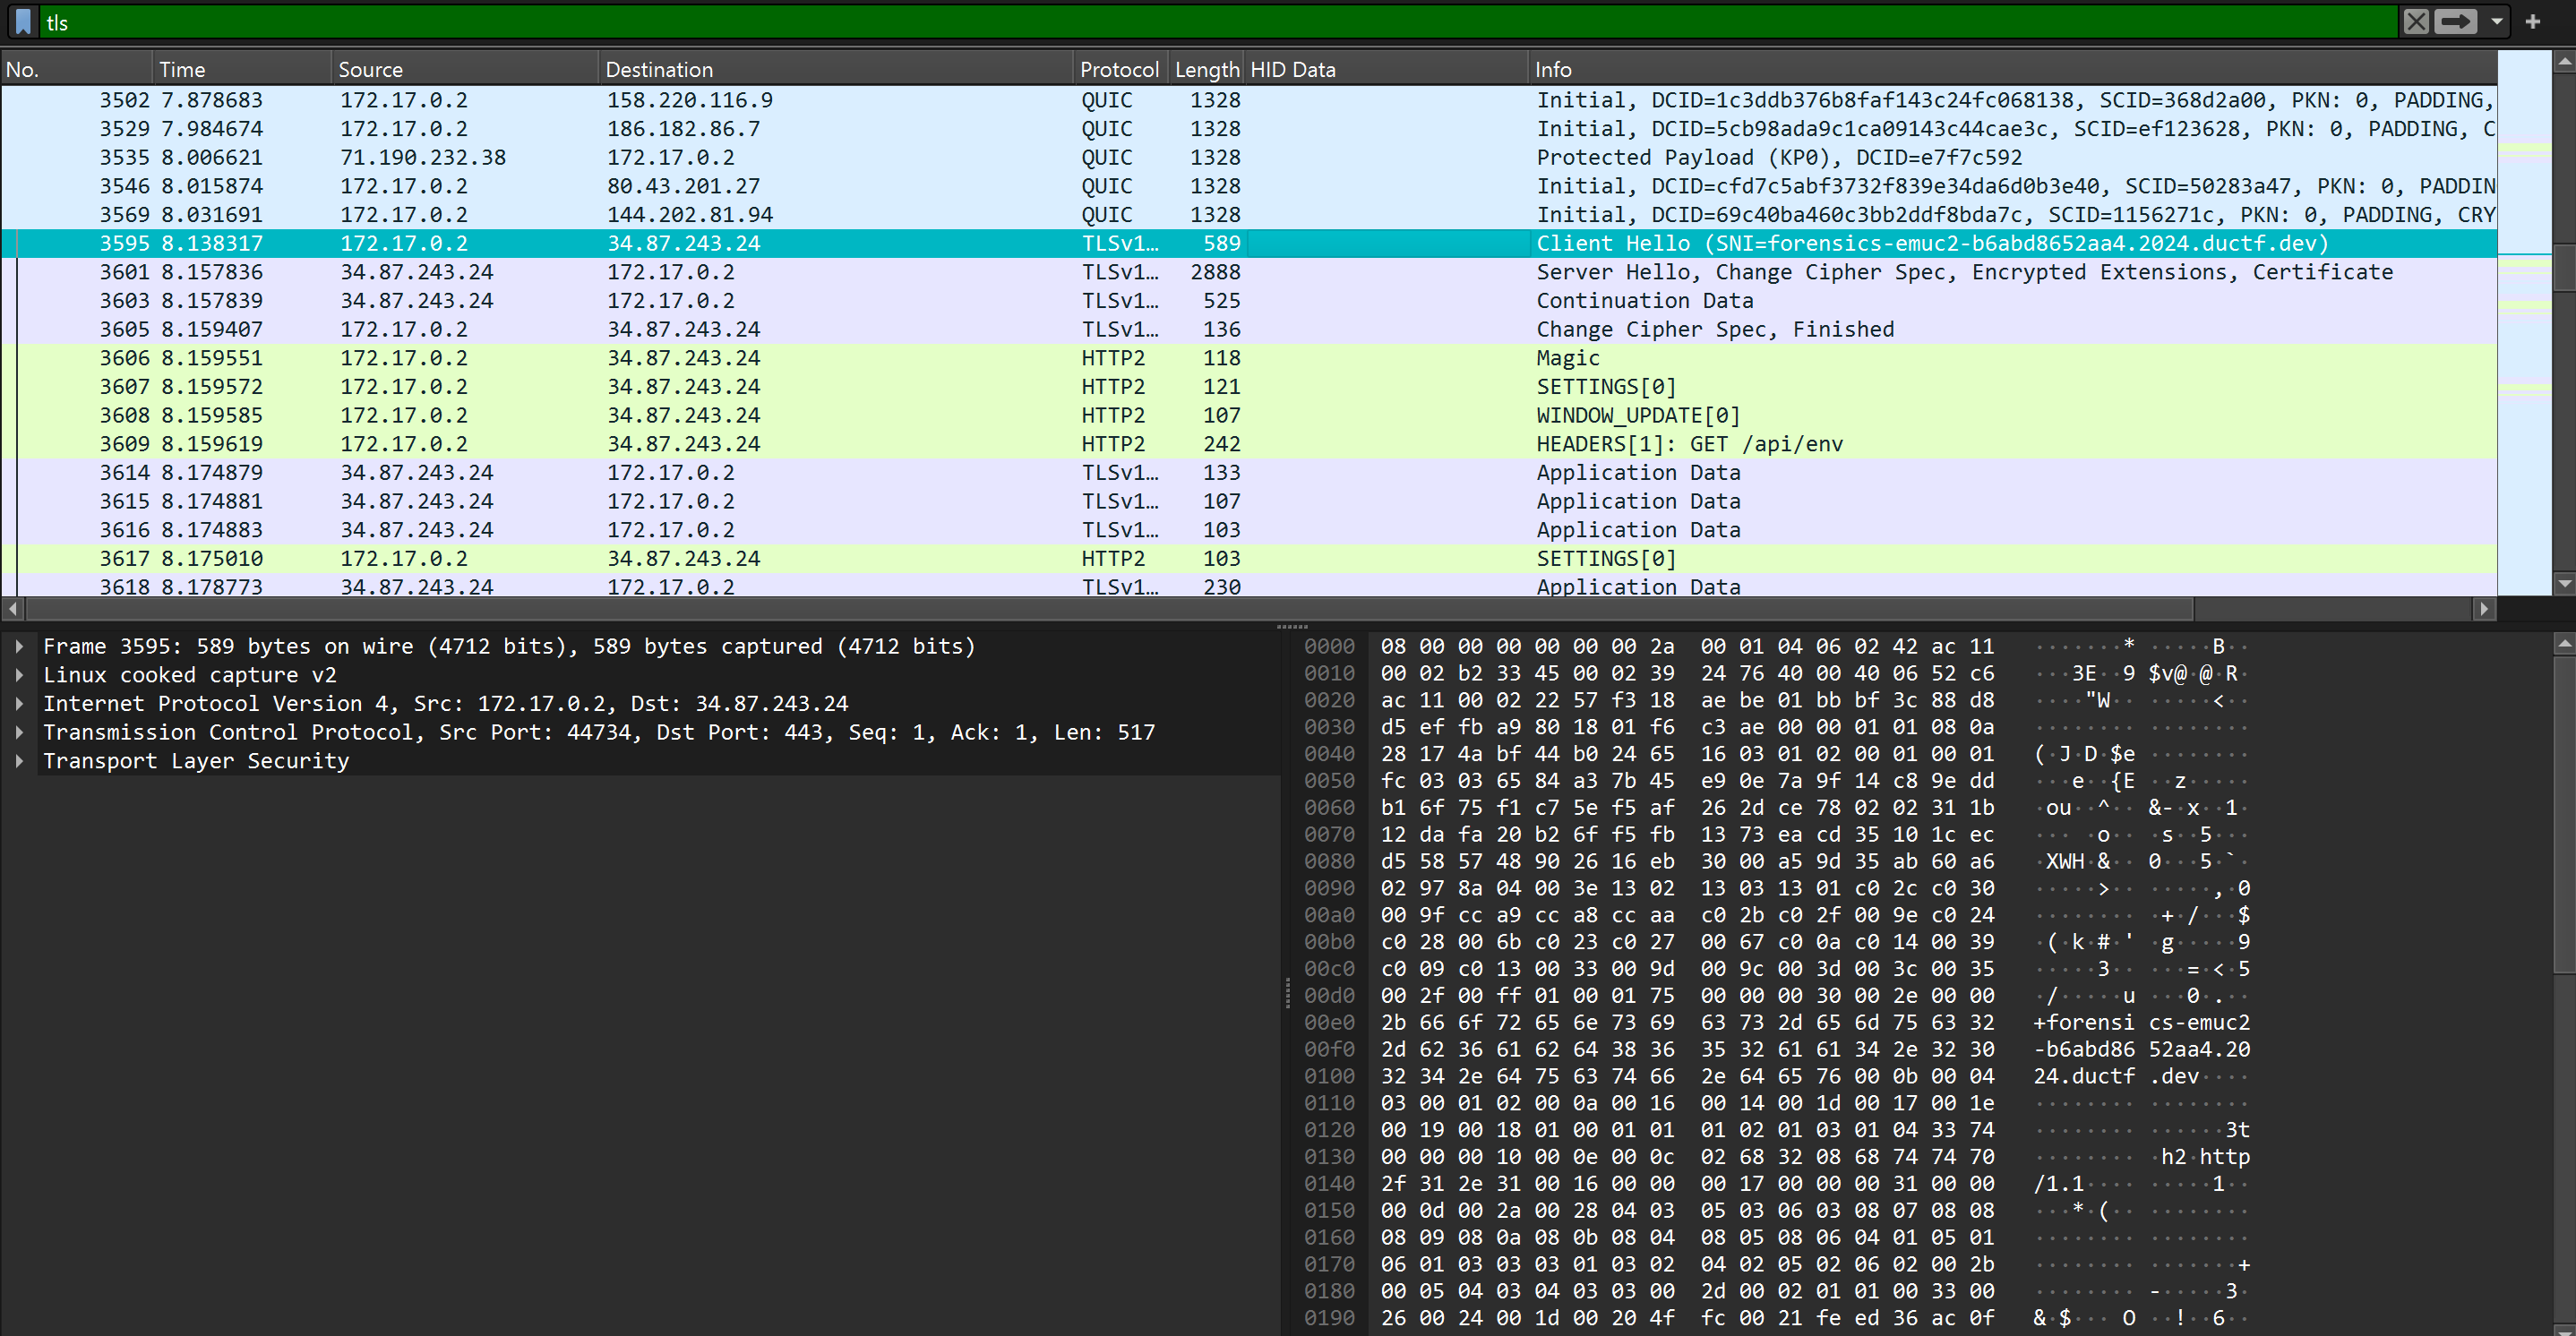 tls
No. Time Source Destination Protocol Length HID Data Info
3502 7.878683 172.17.0.2 158.220.116.9 QUIC 1328 Initial, DCID=1c3ddb376b8faf143c24fc068138, SCID=368d2a00, PKN: 0, PADDING,
3529 7.984674 172.17.0.2 186.182.86.7 QUIC 1328 Initial, DCID=5cb98ada9c1ca09143c44cae3c, SCID=ef123628, PKN: 0, PADDING, C
3535 8.006621 71.190.232.38 172.17.0.2 QUIC 1328 Protected Payload (KP0), DCID=e7f7c592
3546 8.015874 172.17.0.2 80.43.201.27 QUIC 1328 Initial, DCID=cfd7c5abf3732f839e34da6d0b3e40, SCID=50283a47, PKN: 0, PADDIN
3569 8.031691 172.17.0.2 144.202.81.94 QUIC 1328 Initial, DCID=69c40ba460c3bb2ddf8bda7c, SCID=1156271c, PKN: 0, PADDING, CRY
3595 8.138317 172.17.0.2 34.87.243.24 TLSv1… 589 Client Hello (SNI=forensics-emuc2-b6abd8652aa4.2024.ductf.dev)
3601 8.157836 34.87.243.24 172.17.0.2 TLSv1… 2888 Server Hello, Change Cipher Spec, Encrypted Extensions, Certificate
3603 8.157839 34.87.243.24 172.17.0.2 TLSv1… 525 Continuation Data
3605 8.159407 172.17.0.2 34.87.243.24 TLSv1… 136 Change Cipher Spec, Finished
3606 8.159551 172.17.0.2 34.87.243.24 HTTP2 118 Magic
3607 8.159572 172.17.0.2 34.87.243.24 HTTP2 121 SETTINGS[0]
3608 8.159585 172.17.0.2 34.87.243.24 HTTP2 107 WINDOW_UPDATE[0]
3609 8.159619 172.17.0.2 34.87.243.24 HTTP2 242 HEADERS[1]: GET /api/env
3614 8.174879 34.87.243.24 172.17.0.2 TLSv1… 133 Application Data
3615 8.174881 34.87.243.24 172.17.0.2 TLSv1… 107 Application Data
3616 8.174883 34.87.243.24 172.17.0.2 TLSv1… 103 Application Data
3617 8.175010 172.17.0.2 34.87.243.24 HTTP2 103 SETTINGS[0]
3618 8.178773 34.87.243.24 172.17.0.2 TLSv1… 230 Application Data
Frame 3595: 589 bytes on wire (4712 bits), 589 bytes captured (4712 bits)
Linux cooked capture v2
Internet Protocol Version 4, Src: 172.17.0.2, Dst: 34.87.243.24
Transmission Control Protocol, Src Port: 44734, Dst Port: 443, Seq: 1, Ack: 1, Len: 517
Transport Layer Security
0000 08 00 00 00 00 00 00 2a 00 01 04 06 02 42 ac 11 ·······* ·····B··
0010 00 02 b2 33 45 00 02 39 24 76 40 00 40 06 52 c6 ···3E··9 $v@·@·R·
0020 ac 11 00 02 22 57 f3 18 ae be 01 bb bf 3c 88 d8 ····"W·· ·····<··
0030 d5 ef fb a9 80 18 01 f6 c3 ae 00 00 01 01 08 0a ········ ········
0040 28 17 4a bf 44 b0 24 65 16 03 01 02 00 01 00 01 (·J·D·$e ········
0050 fc 03 03 65 84 a3 7b 45 e9 0e 7a 9f 14 c8 9e dd ···e··{E ··z·····
0060 b1 6f 75 f1 c7 5e f5 af 26 2d ce 78 02 02 31 1b ·ou··^·· &-·x··1·
0070 12 da fa 20 b2 6f f5 fb 13 73 ea cd 35 10 1c ec ··· ·o·· ·s··5···
0080 d5 58 57 48 90 26 16 eb 30 00 a5 9d 35 ab 60 a6 ·XWH·&·· 0···5·`·
0090 02 97 8a 04 00 3e 13 02 13 03 13 01 c0 2c c0 30 ·····>·· ·····,·0
00a0 00 9f cc a9 cc a8 cc aa c0 2b c0 2f 00 9e c0 24 ········ ·+·/···$
00b0 c0 28 00 6b c0 23 c0 27 00 67 c0 0a c0 14 00 39 ·(·k·#·' ·g·····9
00c0 c0 09 c0 13 00 33 00 9d 00 9c 00 3d 00 3c 00 35 ·····3·· ···=·<·5
00d0 00 2f 00 ff 01 00 01 75 00 00 00 30 00 2e 00 00 ·/·····u ···0·.··
00e0 2b 66 6f 72 65 6e 73 69 63 73 2d 65 6d 75 63 32 +forensi cs-emuc2
00f0 2d 62 36 61 62 64 38 36 35 32 61 61 34 2e 32 30 -b6abd86 52aa4.20
0100 32 34 2e 64 75 63 74 66 2e 64 65 76 00 0b 00 04 24.ductf .dev····
0110 03 00 01 02 00 0a 00 16 00 14 00 1d 00 17 00 1e ········ ········
0120 00 19 00 18 01 00 01 01 01 02 01 03 01 04 33 74 ········ ······3t
0130 00 00 00 10 00 0e 00 0c 02 68 32 08 68 74 74 70 ········ ·h2·http
0140 2f 31 2e 31 00 16 00 00 00 17 00 00 00 31 00 00 /1.1···· ·····1··
0150 00 0d 00 2a 00 28 04 03 05 03 06 03 08 07 08 08 ···*·(·· ········
0160 08 09 08 0a 08 0b 08 04 08 05 08 06 04 01 05 01 ········ ········
0170 06 01 03 03 03 01 03 02 04 02 05 02 06 02 00 2b ········ ·······+
0180 00 05 04 03 04 03 03 00 2d 00 02 01 01 00 33 00 ········ -·····3·
0190 26 00 24 00 1d 00 20 4f fc 00 21 fe ed 36 ac 0f &·$··· O ··!··6··